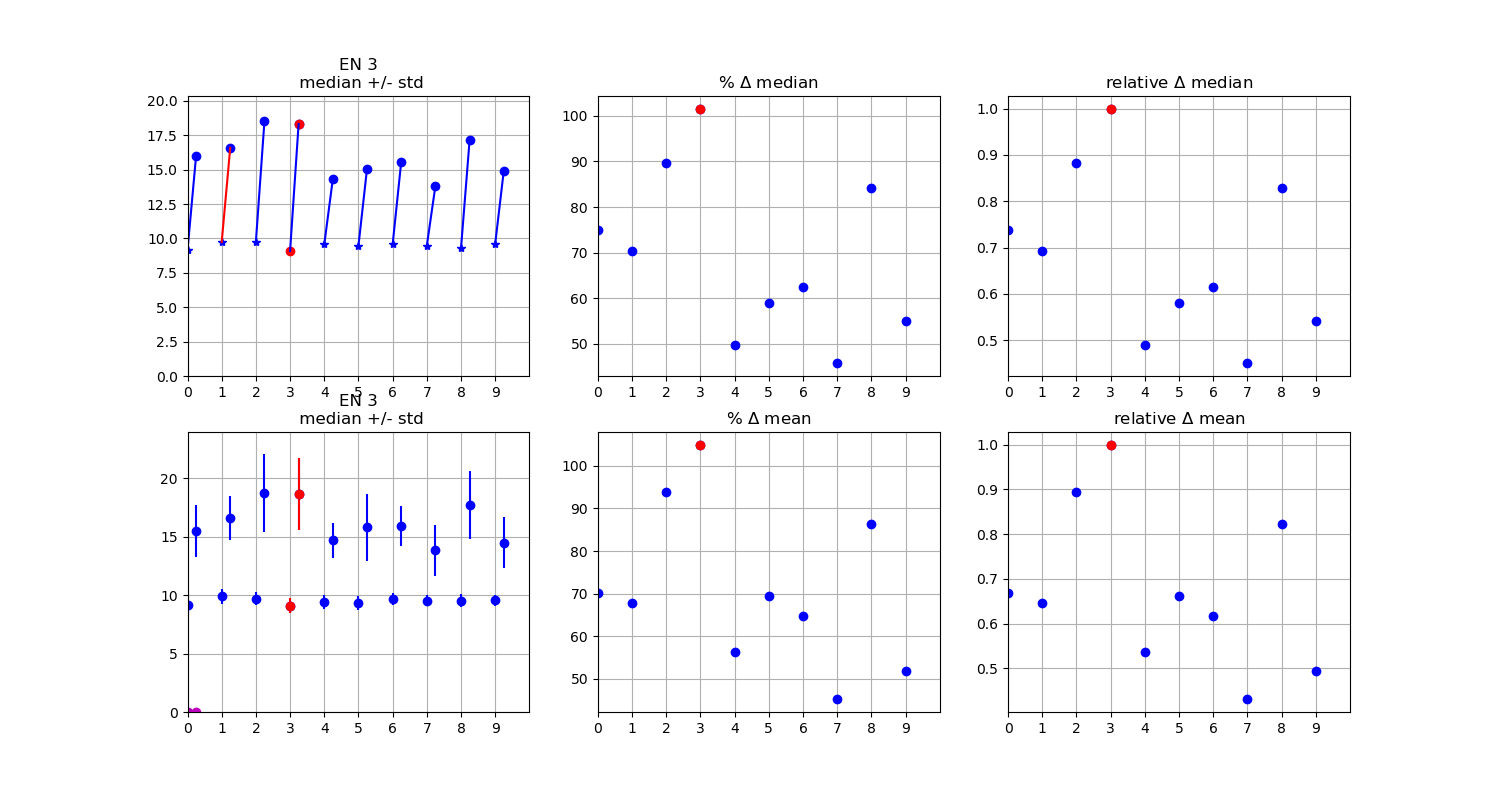 EN 3
median +/- std
% Δ median
relative Δ median
20.0
17.5
15.0
12.5
10.0
7.5
5.0
2.5
0.0
0 1 2 3 4 5 6 7 8 9
100
90
80
70
60
50
0 1 2 3 4 5 6 7 8 9
1.0
0.9
0.8
0.7
0.6
0.5
0 1 2 3 4 5 6 7 8 9
EN 3
median +/- std
% Δ mean
relative Δ mean
20
15
10
5
0
0 1 2 3 4 5 6 7 8 9
100
90
80
70
60
50
0 1 2 3 4 5 6 7 8 9
1.0
0.9
0.8
0.7
0.6
0.5
0 1 2 3 4 5 6 7 8 9